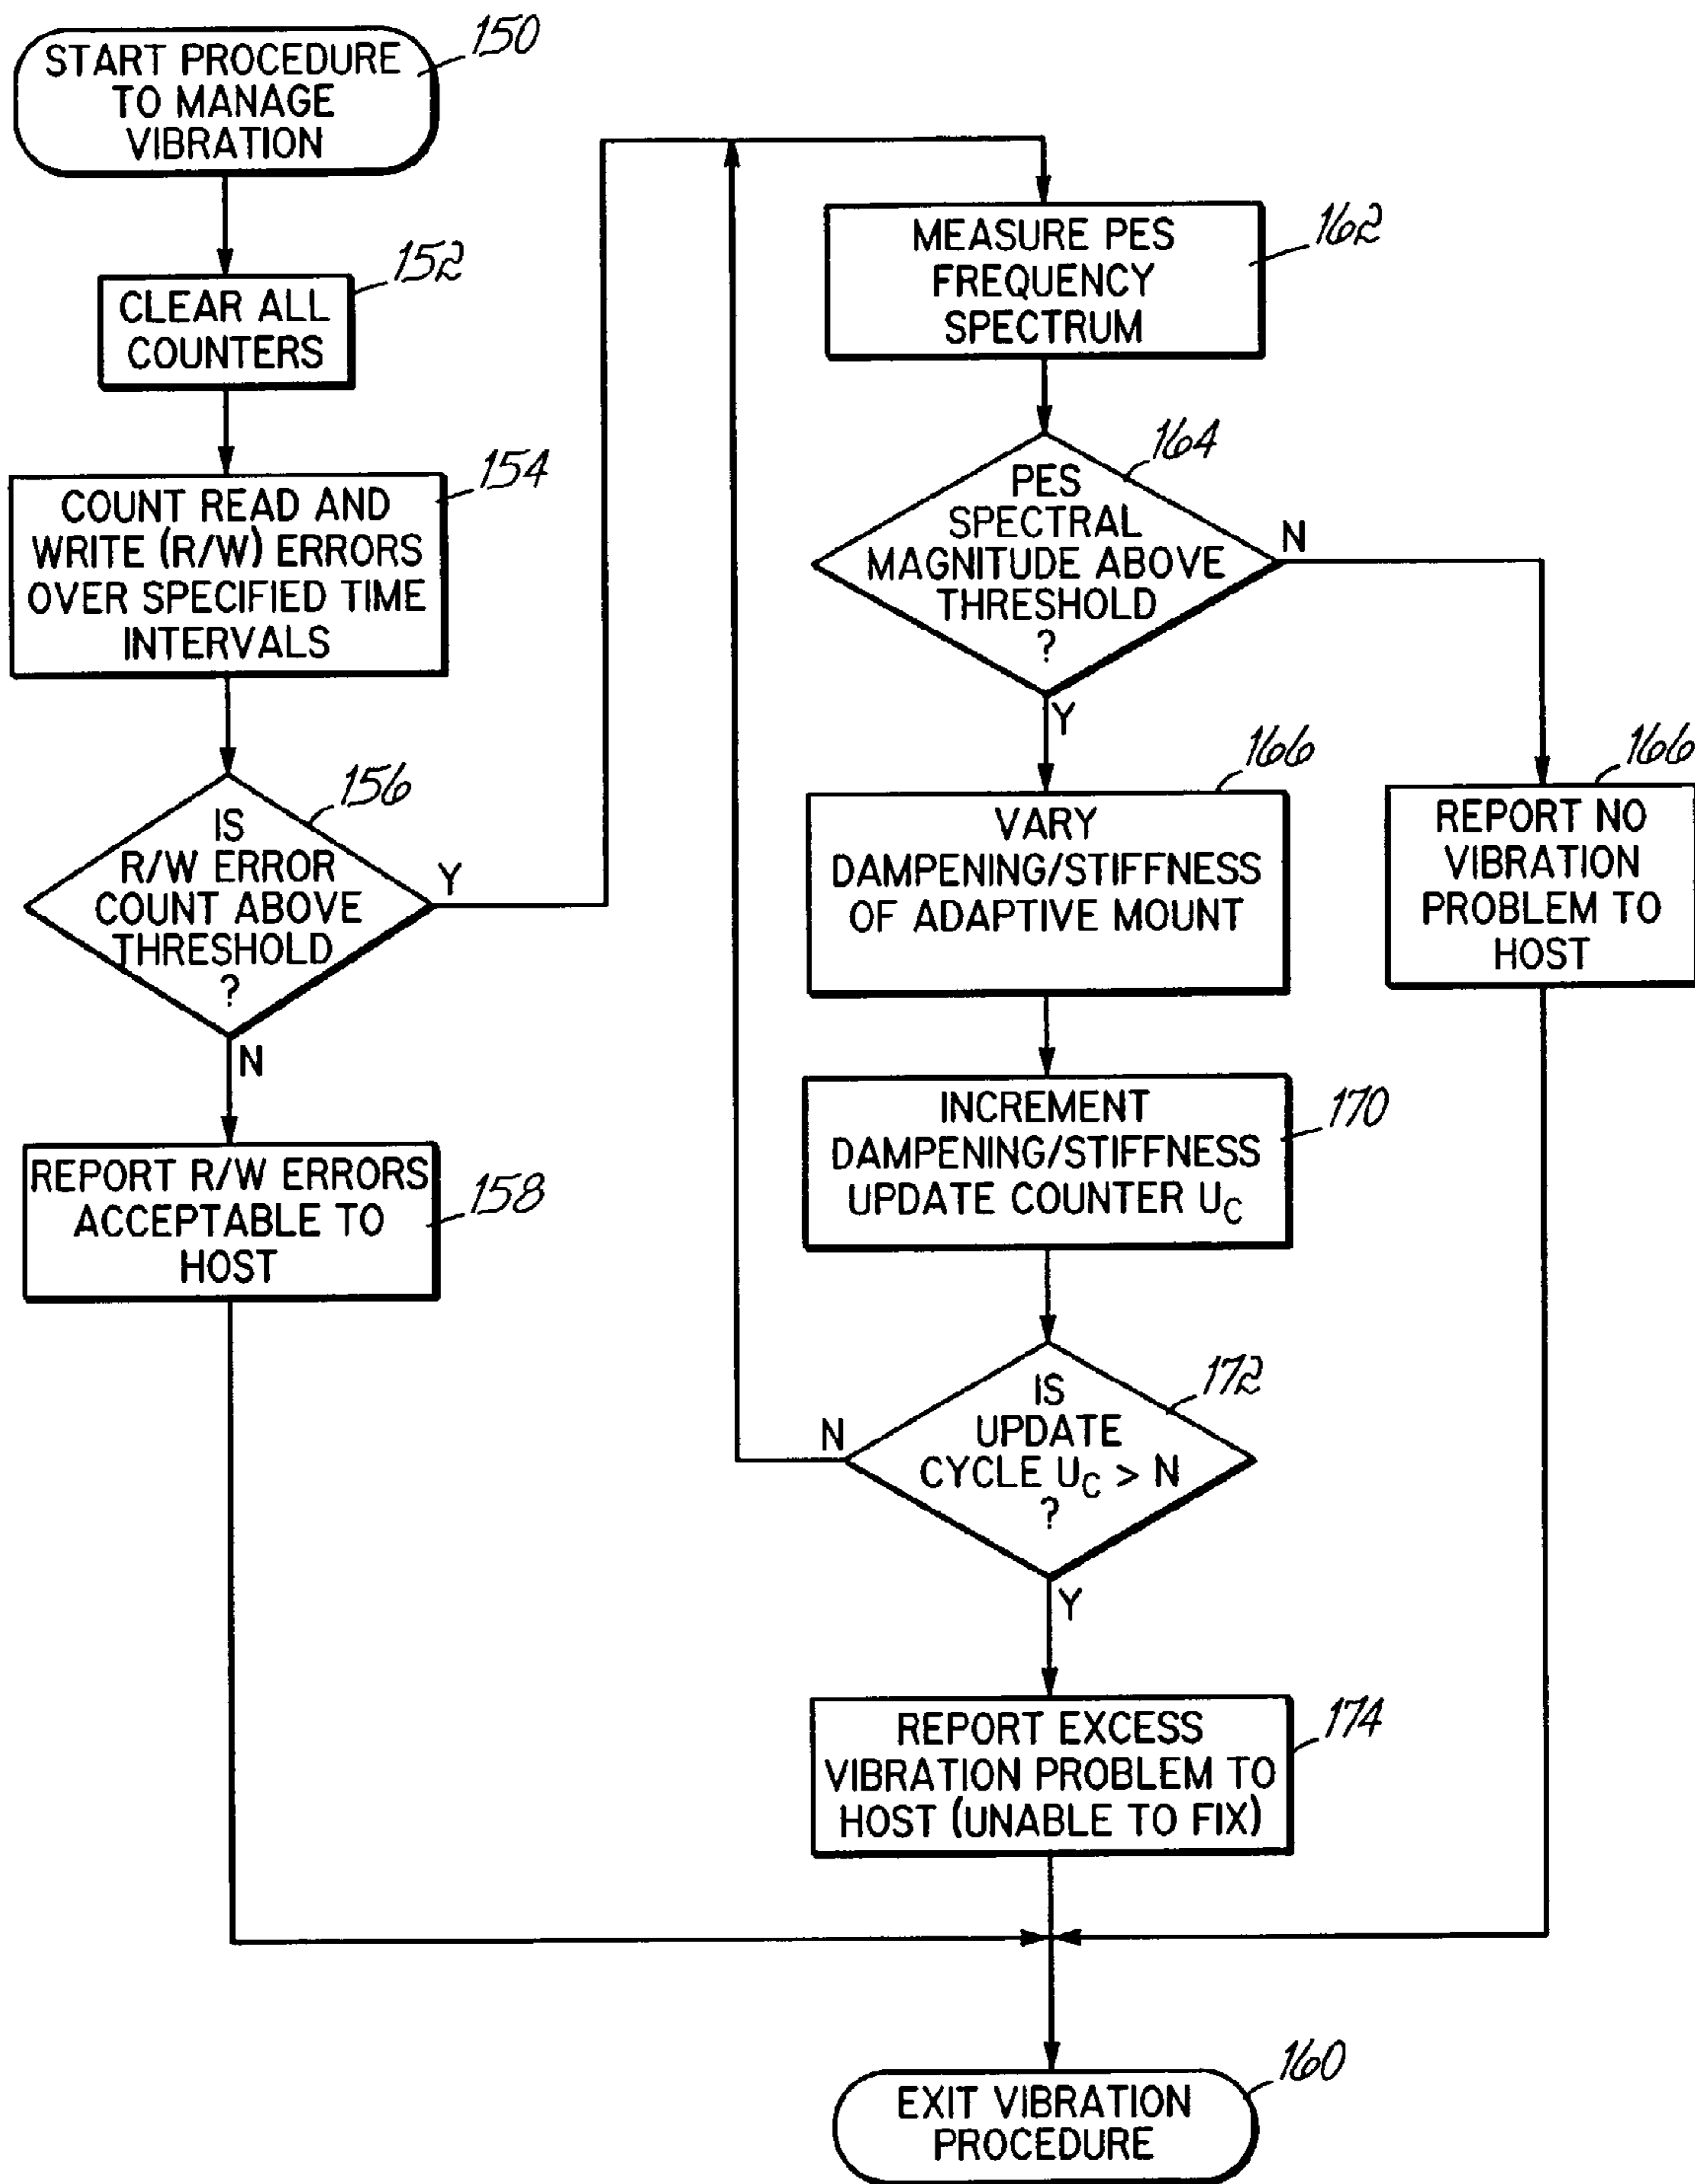 START PROCEDURE
TO MANAGE
VIBRATION
150
CLEAR ALL
COUNTERS
152
COUNT READ AND
WRITE (R/W) ERRORS
OVER SPECIFIED TIME
INTERVALS
154
IS
R/W ERROR
COUNT ABOVE
THRESHOLD
?
156
Y
N
REPORT R/W ERRORS
ACCEPTABLE TO
HOST
158
MEASURE PES
FREQUENCY
SPECTRUM
162
PES
SPECTRAL
MAGNITUDE ABOVE
THRESHOLD
?
164
N
Y
VARY
DAMPENING/STIFFNESS
OF ADAPTIVE MOUNT
166
REPORT NO
VIBRATION
PROBLEM TO
HOST
166
INCREMENT
DAMPENING/STIFFNESS
UPDATE COUNTER UC
170
IS
UPDATE
CYCLE UC > N
?
172
N
Y
REPORT EXCESS
VIBRATION PROBLEM TO
HOST (UNABLE TO FIX)
174
EXIT VIBRATION
PROCEDURE
160